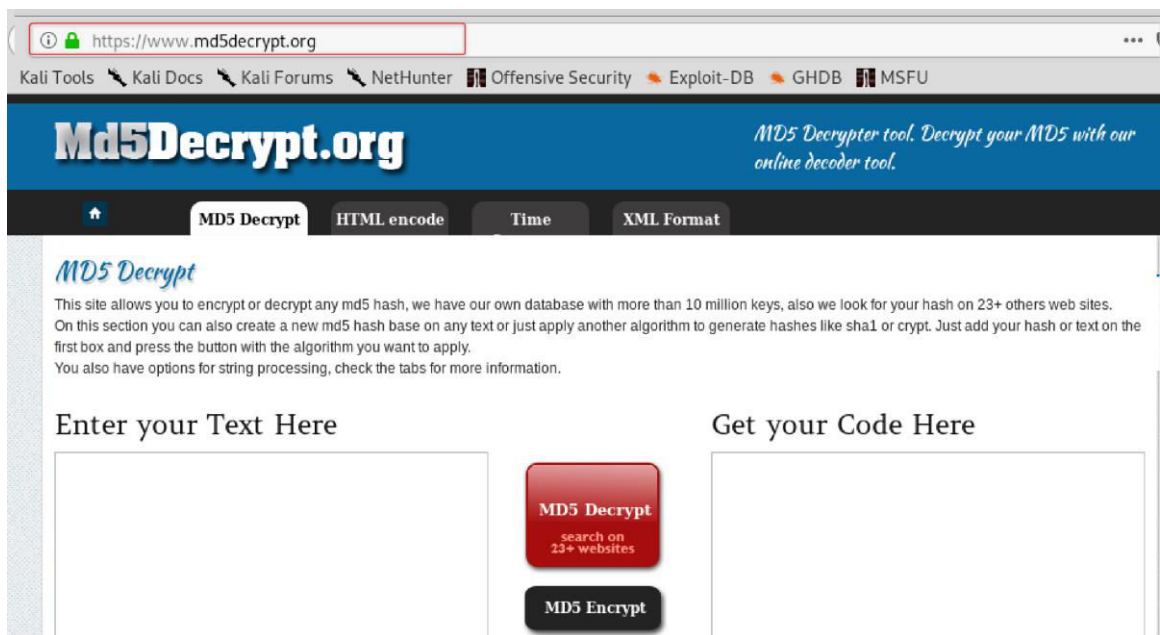 https://www.md5decrypt.org
Kali Tools Kali Docs Kali Forums NetHunter Offensive Security Exploit-DB GHDB MSFU
Md5Decrypt.org
MD5 Decrypter tool. Decrypt your MD5 with our
online decoder tool.
MD5 Decrypt HTML encode Time XML Format
MD5 Decrypt
This site allows you to encrypt or decrypt any md5 hash, we have our own database with more than 10 million keys, also we look for your hash on 23+ others web sites.
On this section you can also create a new md5 hash base on any text or just apply another algorithm to generate hashes like sha1 or crypt. Just add your hash or text on the
first box and press the button with the algorithm you want to apply.
You also have options for string processing, check the tabs for more information.
Enter your Text Here
Get your Code Here
MD5 Decrypt
search on
23+ websites
MD5 Encrypt